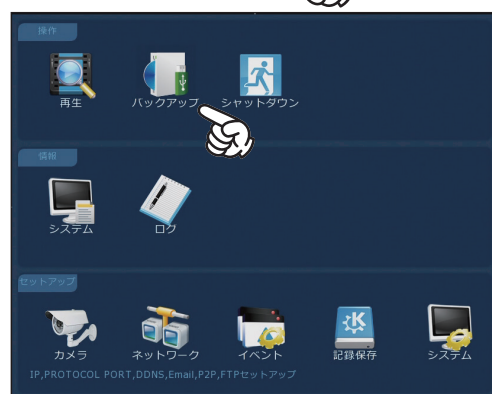 操作
再生 バックアップ シャットダウン
情報
システム ログ
セットアップ
カメラ ネットワーク イベント 記録保存 システム
IP,PROTOCOL PORT,DDNS,Email,P2P,FTPセットアップ